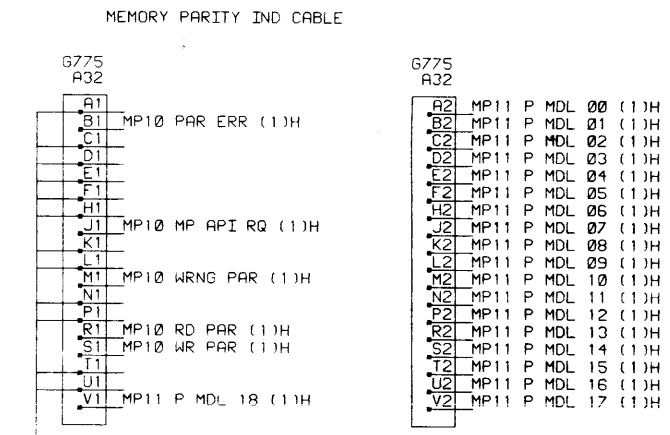 MEMORY PARITY IND CABLE
G775
A32
A1
B1 MP10 PAR ERR (1)H
C1
D1
E1
F1
H1
J1 MP10 MP API RQ (1)H
K1
L1
M1 MP10 WRNG PAR (1)H
N1
P1
R1 MP10 RD PAR (1)H
S1 MP10 WR PAR (1)H
T1
U1
V1 MP11 P MDL 18 (1)H
G775
A32
A2 MP11 P MDL 00 (1)H
B2 MP11 P MDL 01 (1)H
C2 MP11 P MDL 02 (1)H
D2 MP11 P MDL 03 (1)H
E2 MP11 P MDL 04 (1)H
F2 MP11 P MDL 05 (1)H
H2 MP11 P MDL 06 (1)H
J2 MP11 P MDL 07 (1)H
K2 MP11 P MDL 08 (1)H
L2 MP11 P MDL 09 (1)H
M2 MP11 P MDL 10 (1)H
N2 MP11 P MDL 11 (1)H
P2 MP11 P MDL 12 (1)H
R2 MP11 P MDL 13 (1)H
S2 MP11 P MDL 14 (1)H
T2 MP11 P MDL 15 (1)H
U2 MP11 P MDL 16 (1)H
V2 MP11 P MDL 17 (1)H